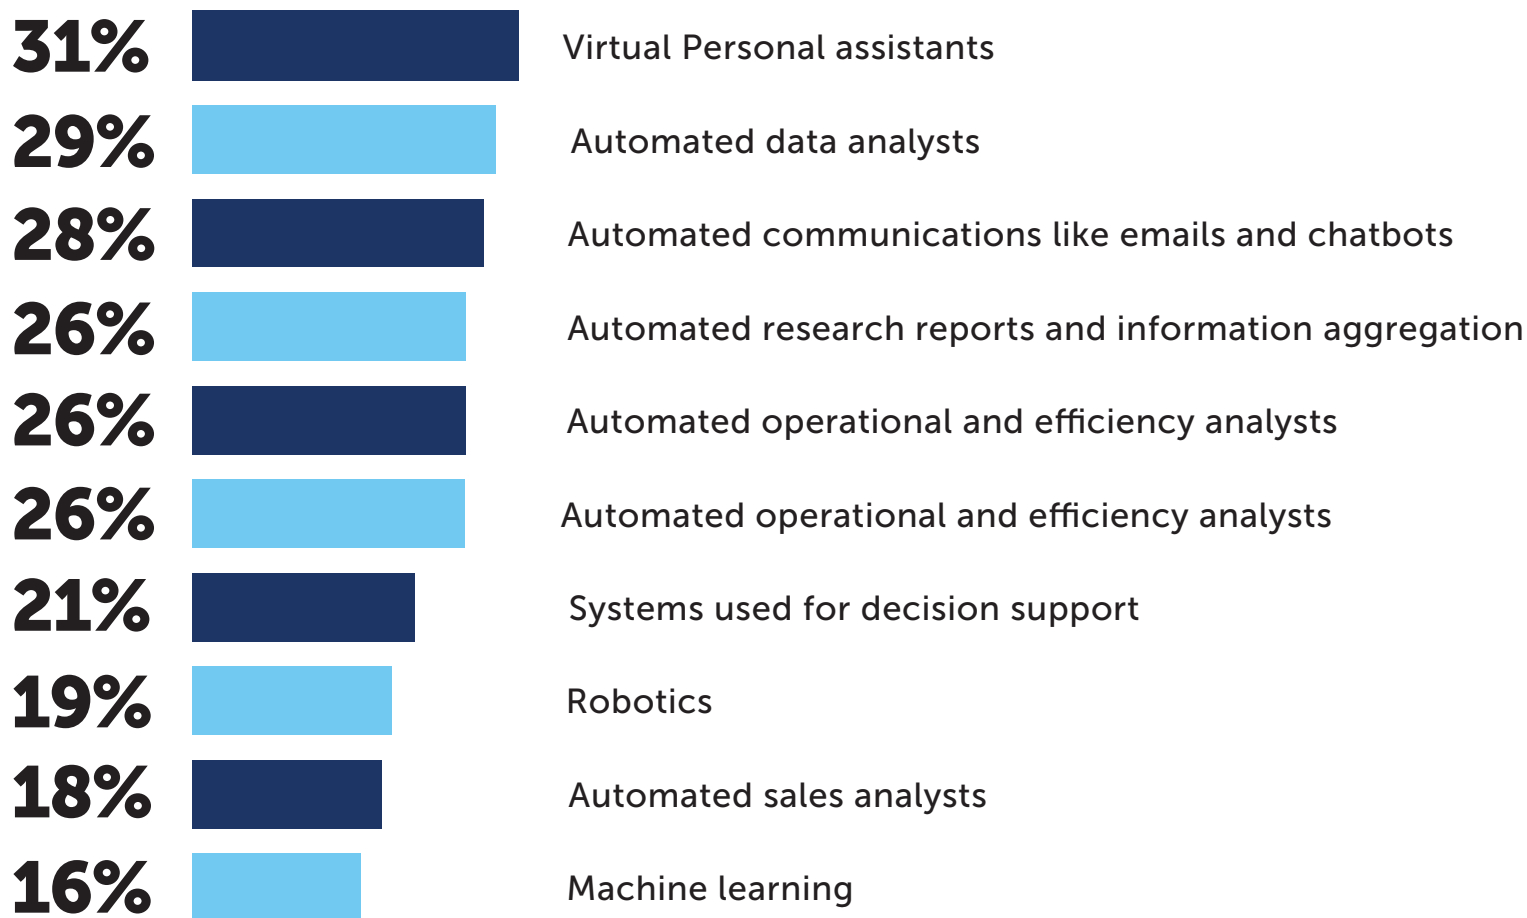 31% Virtual Personal assistants
29% Automated data analysts
28% Automated communications like emails and chatbots
26% Automated research reports and information aggregation
26% Automated operational and efficiency analysts
26% Automated operational and efficiency analysts
21% Systems used for decision support
19% Robotics
18% Automated sales analysts
16% Machine learning